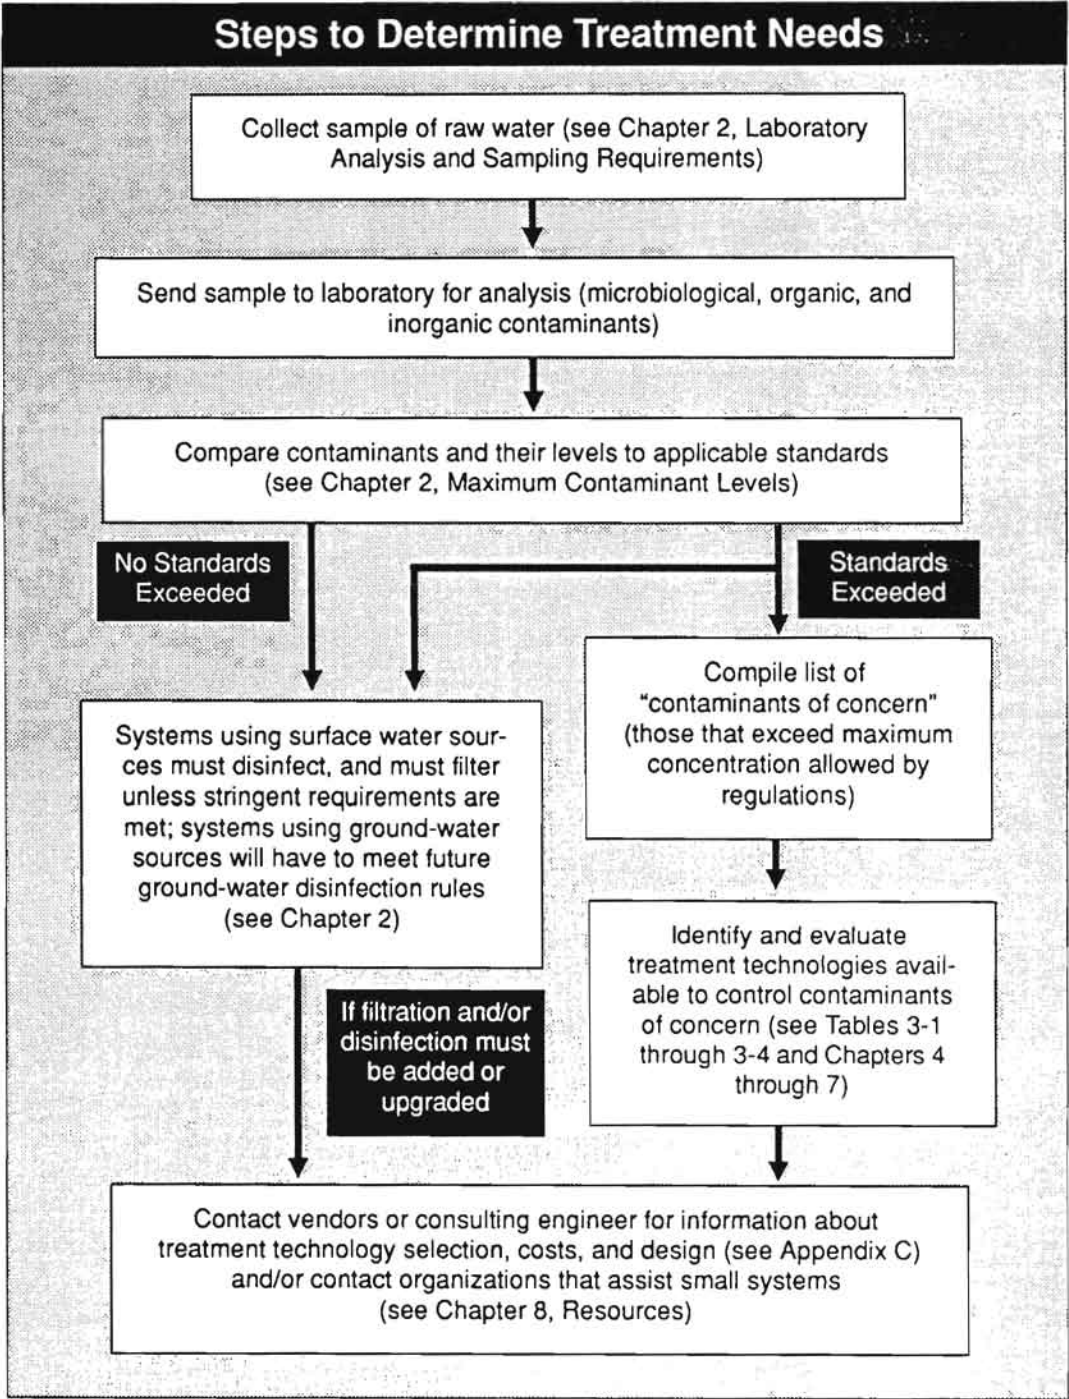 Steps to Determine Treatment Needs
Collect sample of raw water (see Chapter 2, Laboratory
Analysis and Sampling Requirements)
Send sample to laboratory for analysis (microbiological, organic, and
inorganic contaminants)
Compare contaminants and their levels to applicable standards
(see Chapter 2, Maximum Contaminant Levels)
No Standards
Exceeded
Standards
Exceeded
Systems using surface water sour-
ces must disinfect, and must filter
unless stringent requirements are
met; systems using ground-water
sources will have to meet future
ground-water disinfection rules
(see Chapter 2)
Compile list of
"contaminants of concern"
(those that exceed maximum
concentration allowed by
regulations)
If filtration and/or
disinfection must
be added or
upgraded
Identify and evaluate
treatment technologies avail-
able to control contaminants
of concern (see Tables 3-1
through 3-4 and Chapters 4
through 7)
Contact vendors or consulting engineer for information about
treatment technology selection, costs, and design (see Appendix C)
and/or contact organizations that assist small systems
(see Chapter 8, Resources)